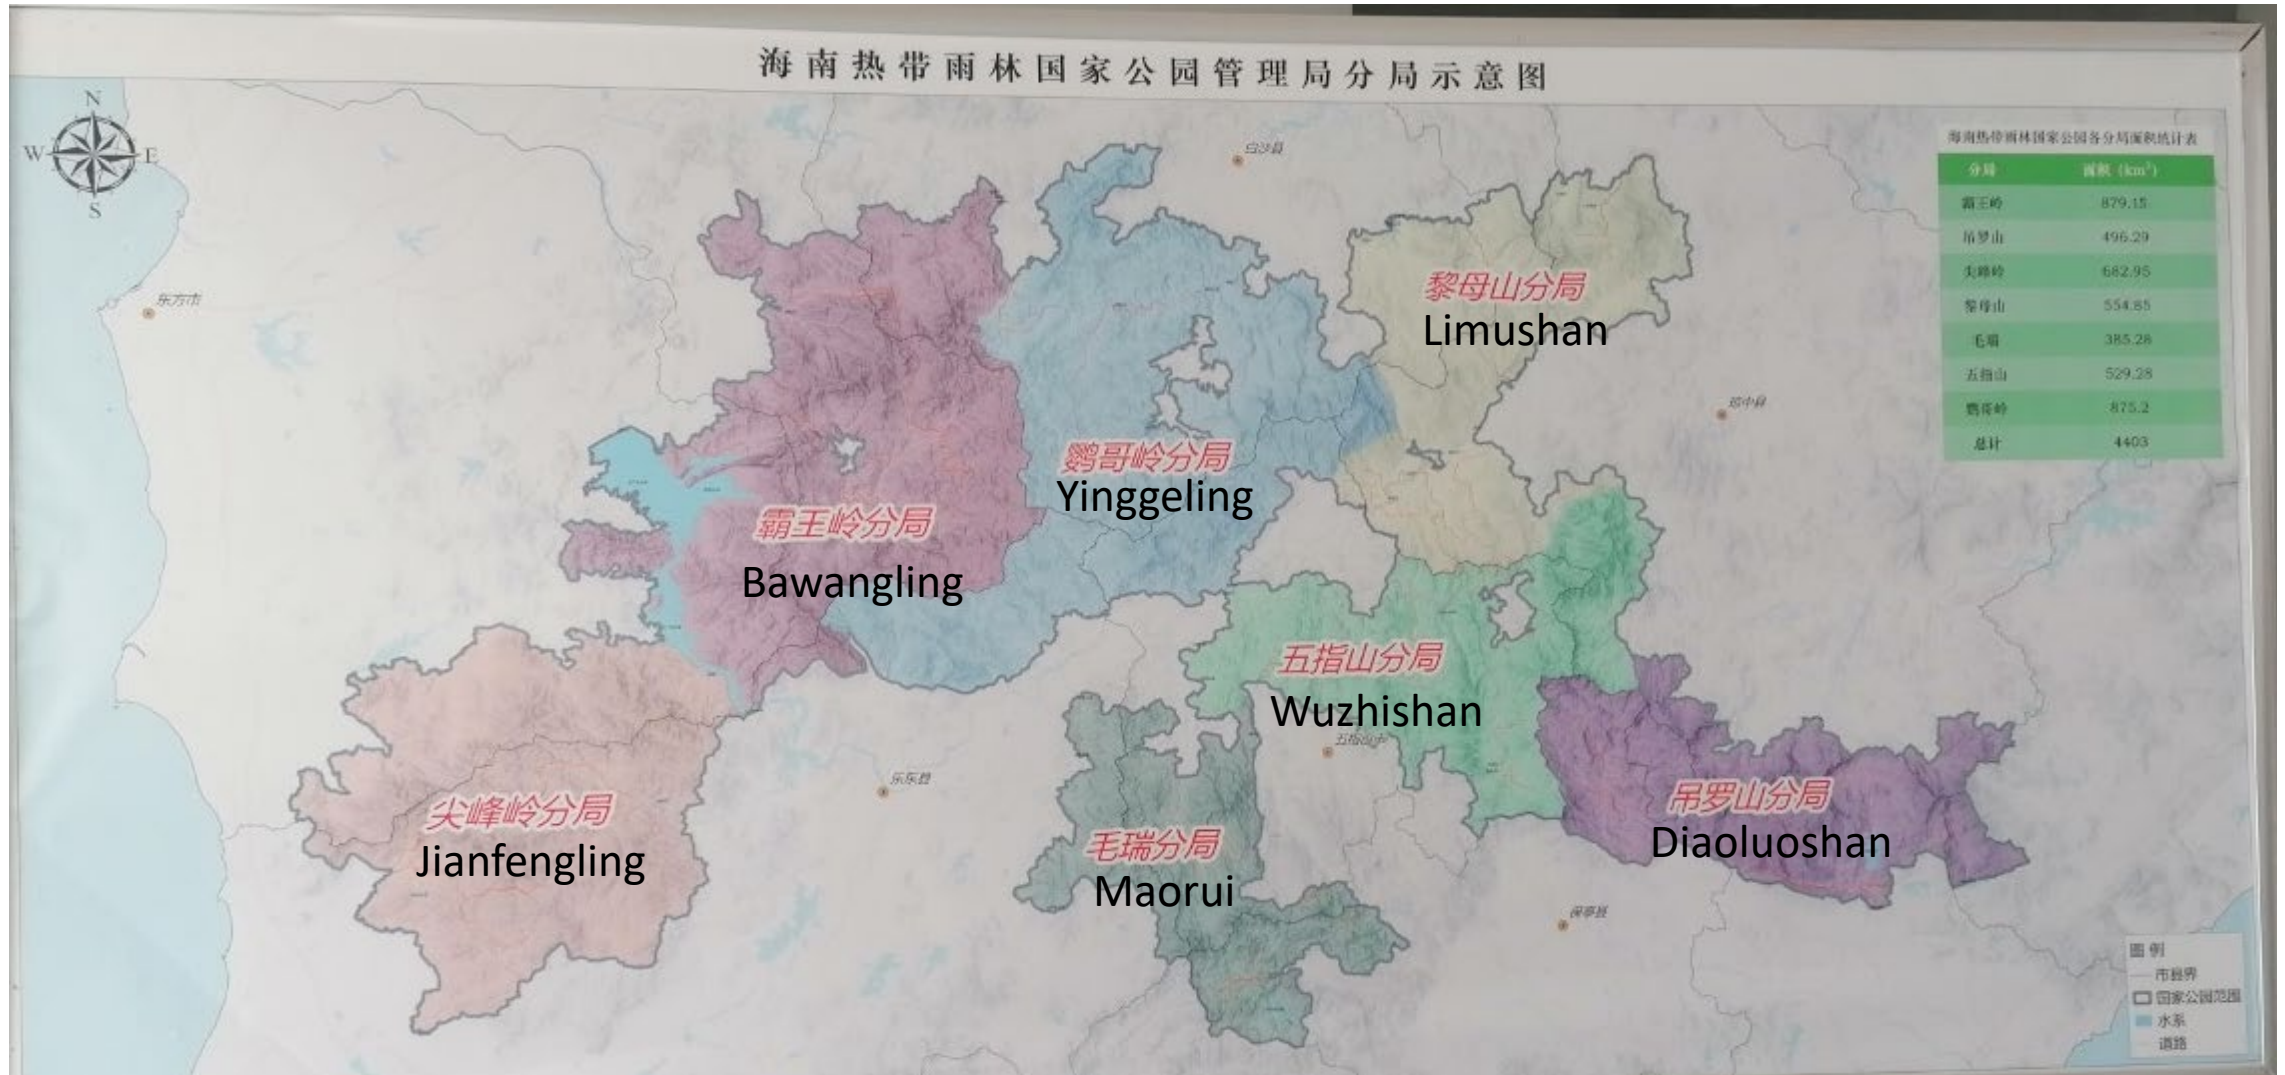 海南热带雨林国家公园管理局分局示意图
N
W
E
S
海南热带雨林国家公园各分局面积统计表
分局 面积（km²）
霸王岭 879.15
吊罗山 496.29
尖峰岭 682.95
黎母山 554.85
毛瑞 385.28
五指山 529.28
鹦哥岭 875.2
总计 4403
白沙县
东方市
黎母山分局
Limushan
琼中县
鹦哥岭分局
Yinggeling
霸王岭分局
Bawangling
五指山分局
Wuzhishan
五指山市
乐东县
尖峰岭分局
Jianfengling
毛瑞分局
Maorui
吊罗山分局
Diaoluoshan
保亭县
图例
市县界
国家公园范围
水系
道路